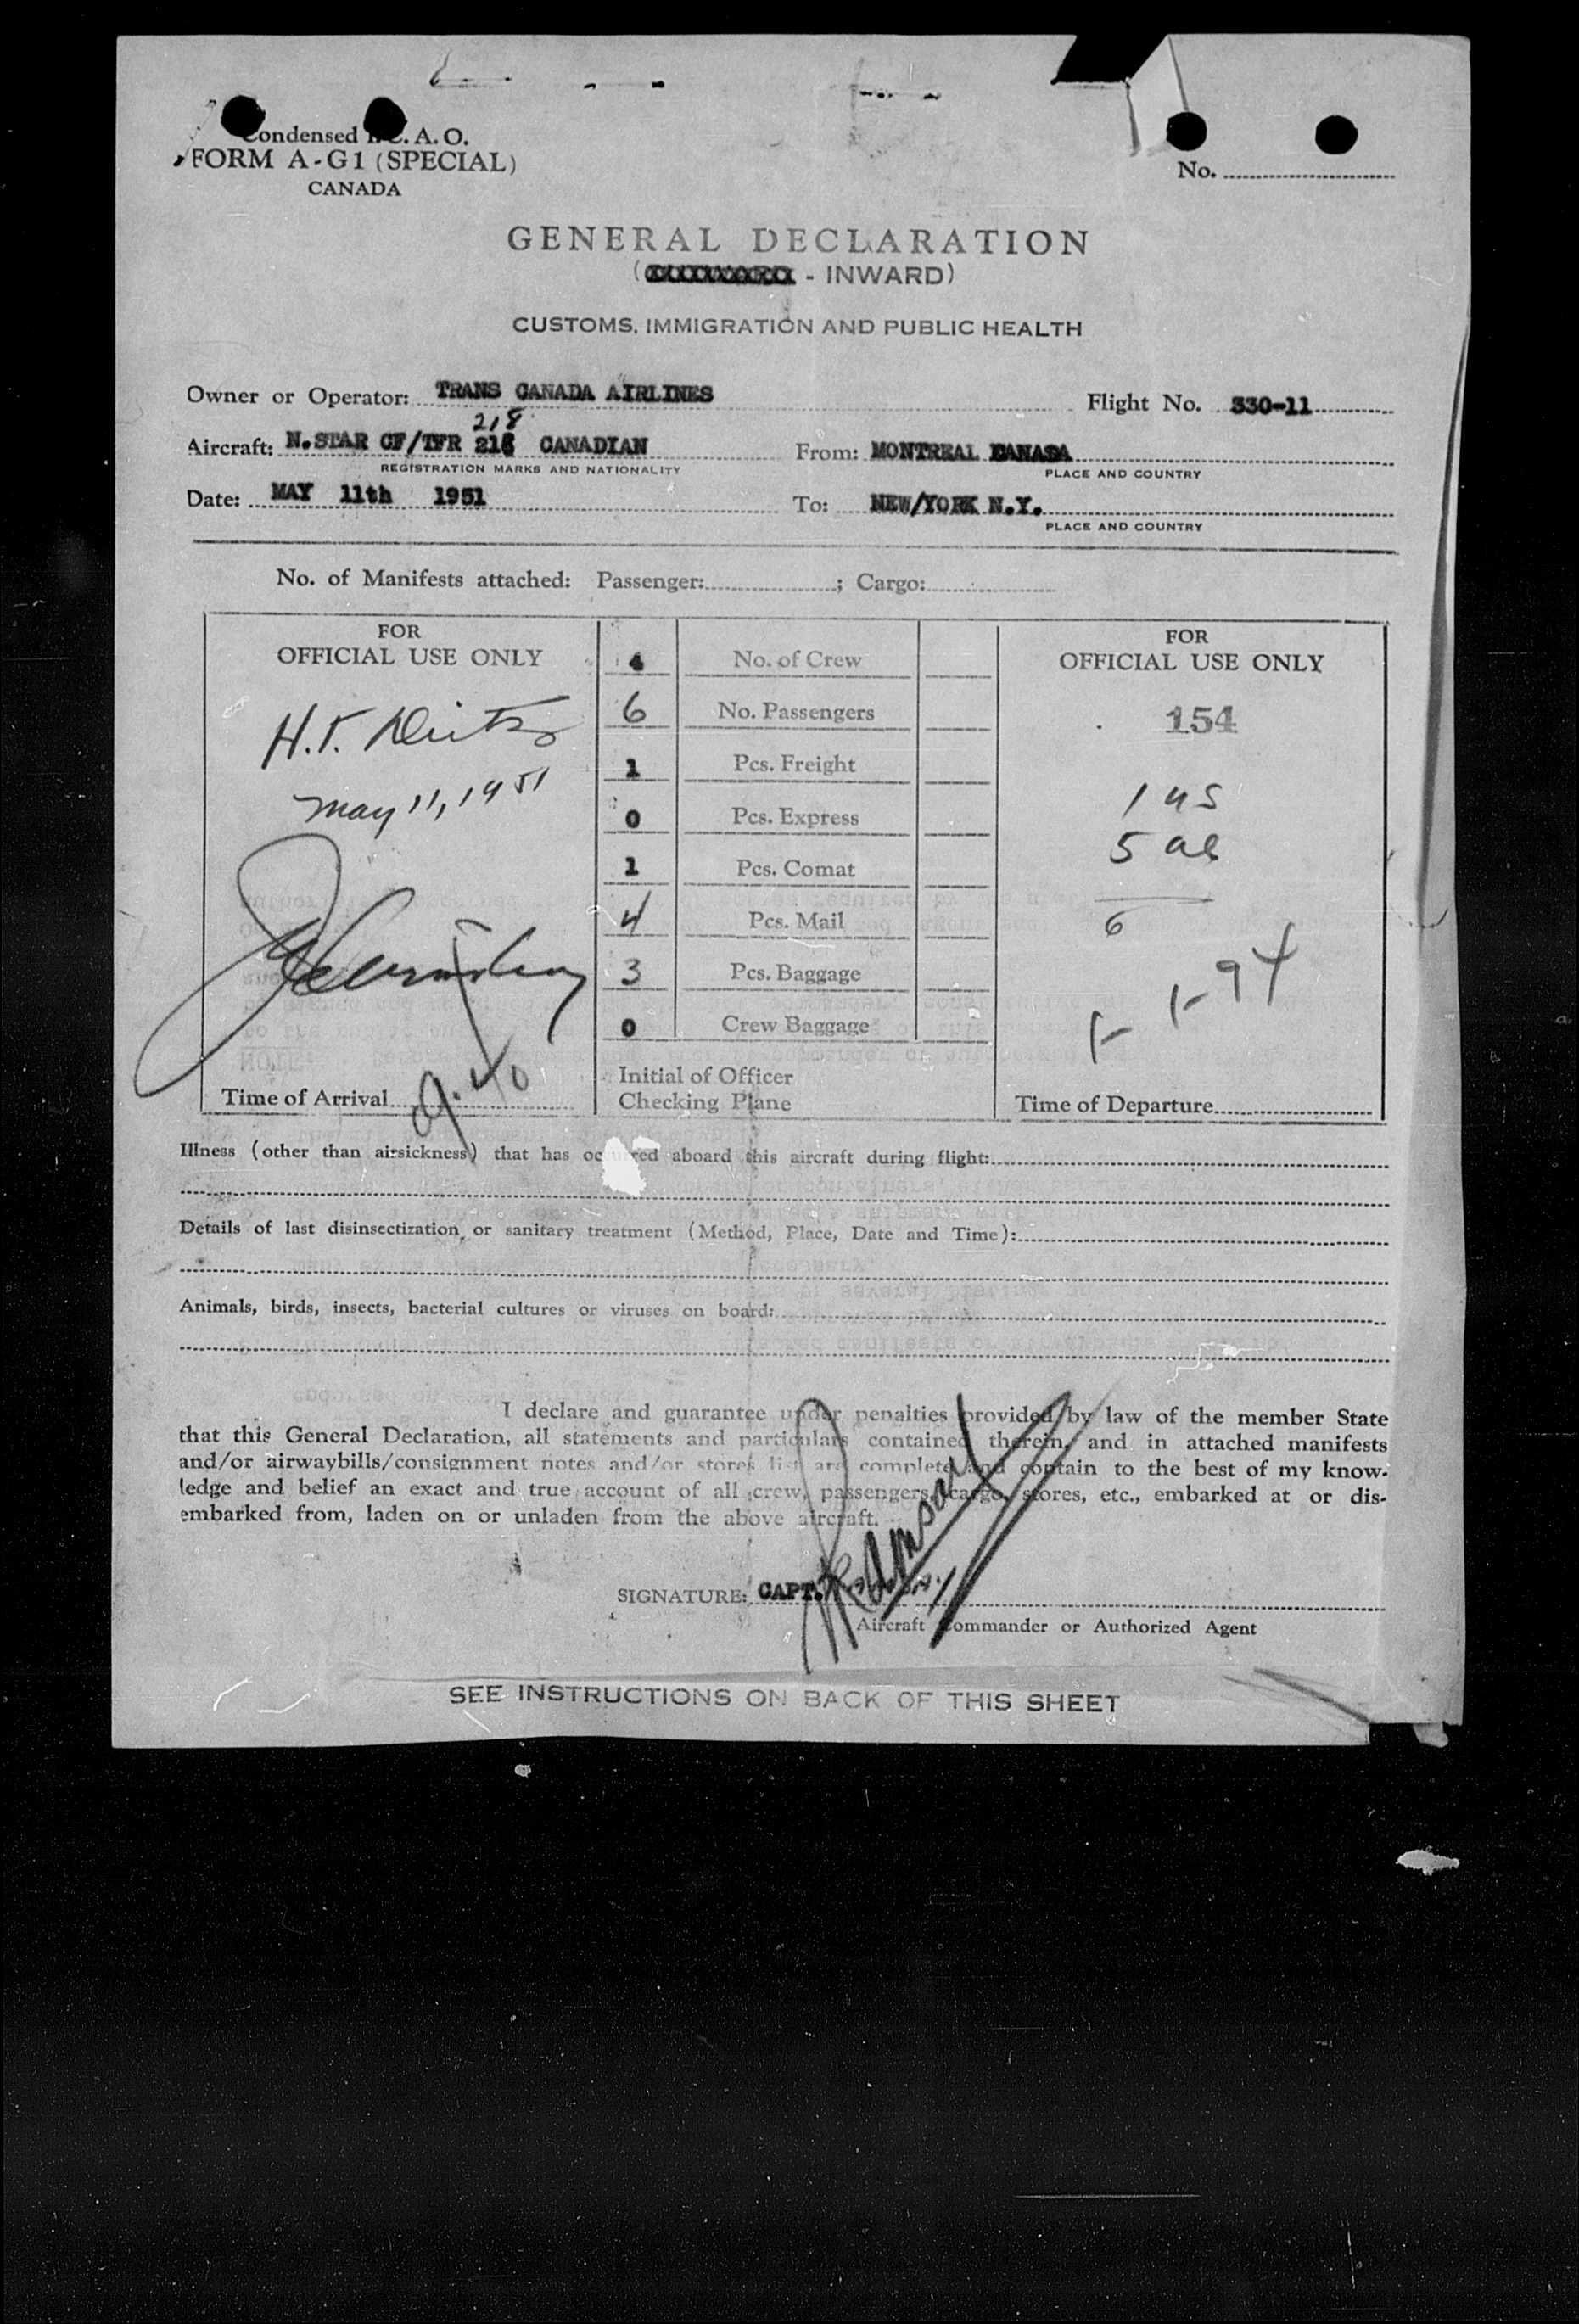 Condensed I.C.A.O.
FORM A-G1 (SPECIAL)
CANADA
No.
GENERAL DECLARATION
( - INWARD)
CUSTOMS, IMMIGRATION AND PUBLIC HEALTH
Owner or Operator: TRANS CANADA AIRLINES Flight No. 330-11
218
Aircraft: N.STAR CF/TFR CANADIAN From: MONTREAL CANADA
REGISTRATION MARKS AND NATIONALITY PLACE AND COUNTRY
Date: MAY 11th 1951 To: NEW/YORK N.Y.
PLACE AND COUNTRY
No. of Manifests attached: Passenger: ; Cargo:
FOR
OFFICIAL USE ONLY
H.T.
May 11, 1951
Time of Arrival 9.40
4 No. of Crew
6 No. Passengers
1 Pcs. Freight
0 Pcs. Express
1 Pcs. Comat
4 Pcs. Mail
3 Pcs. Baggage
0 Crew Baggage
Initial of Officer
Checking Plane
FOR
OFFICIAL USE ONLY
154
1 us
5 al
6
1- 1-94
Time of Departure
Illness (other than airsickness) that has occurred aboard this aircraft during flight:
Details of last disinsectization or sanitary treatment (Method, Place, Date and Time):
Animals, birds, insects, bacterial cultures or viruses on board:
I declare and guarantee under penalties provided by law of the member State
that this General Declaration, all statements and particulars contained therein, and in attached manifests
and/or airwaybills/consignment notes and/or stores list are complete and contain to the best of my know-
ledge and belief an exact and true account of all crew, passengers, cargo, stores, etc., embarked at or dis-
embarked from, laden on or unladen from the above aircraft.
SIGNATURE: CAPT. Robinson
Aircraft Commander or Authorized Agent
SEE INSTRUCTIONS ON BACK OF THIS SHEET